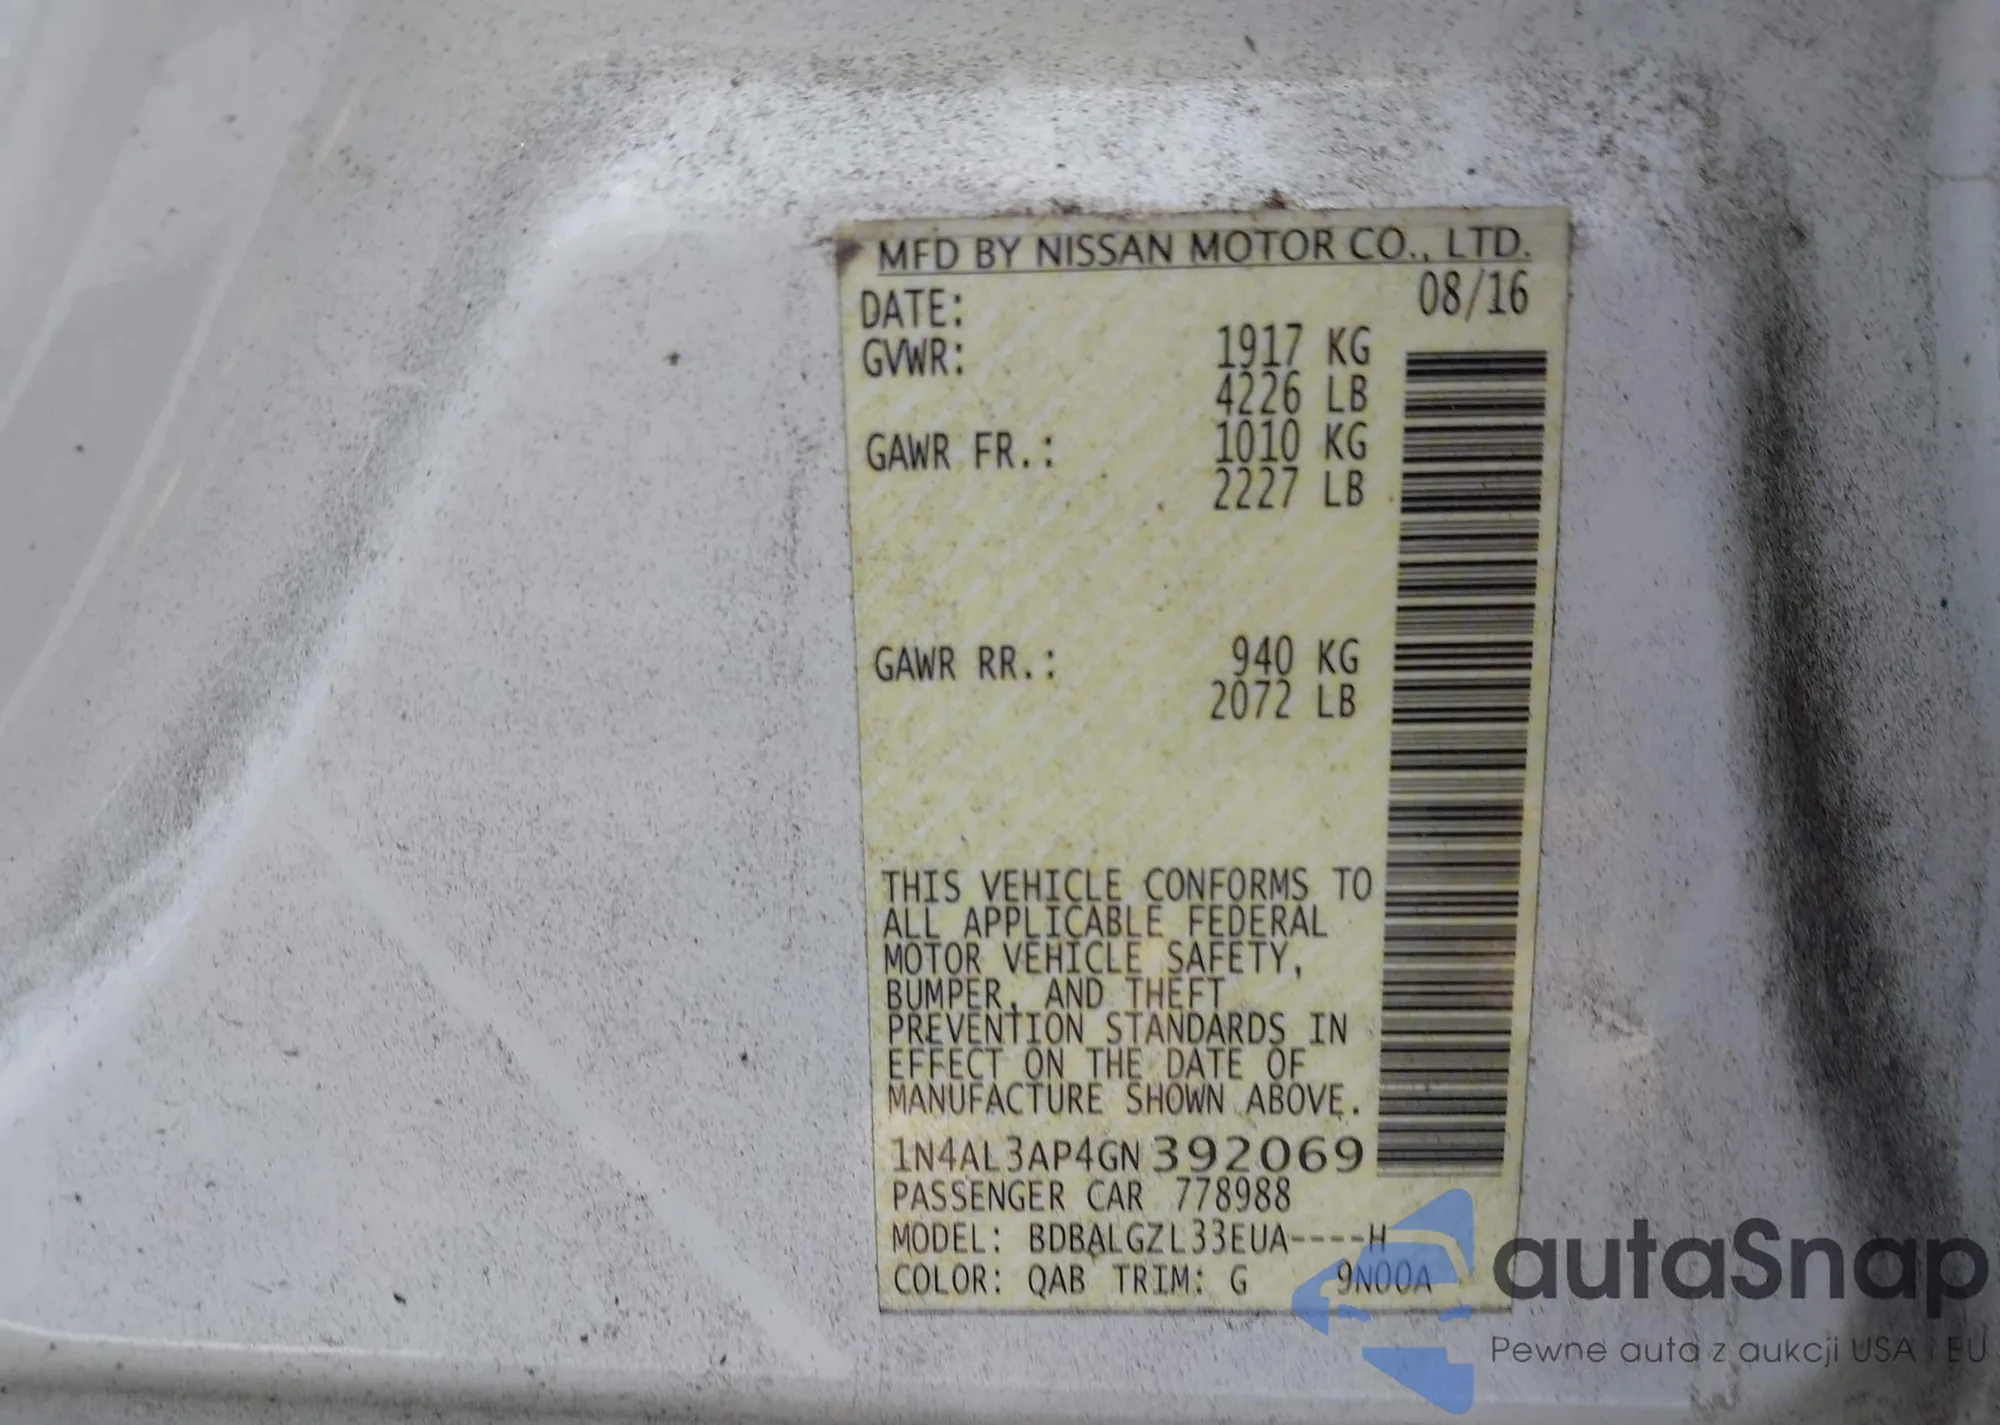 MFD BY NISSAN MOTOR CO., LTD.
DATE: 08/16
GVWR: 1917 KG
4226 LB
GAWR FR.: 1010 KG
2227 LB
GAWR RR.: 940 KG
2072 LB
THIS VEHICLE CONFORMS TO
ALL APPLICABLE FEDERAL
MOTOR VEHICLE SAFETY,
BUMPER, AND THEFT
PREVENTION STANDARDS IN
EFFECT ON THE DATE OF
MANUFACTURE SHOWN ABOVE.
1N4AL3AP4GN392069
PASSENGER CAR 778988
MODEL: BDBALGZL33EUA----H
COLOR: QAB TRIM: G 9N00A
autaSnap
Pewne auta z aukcji USA i EU